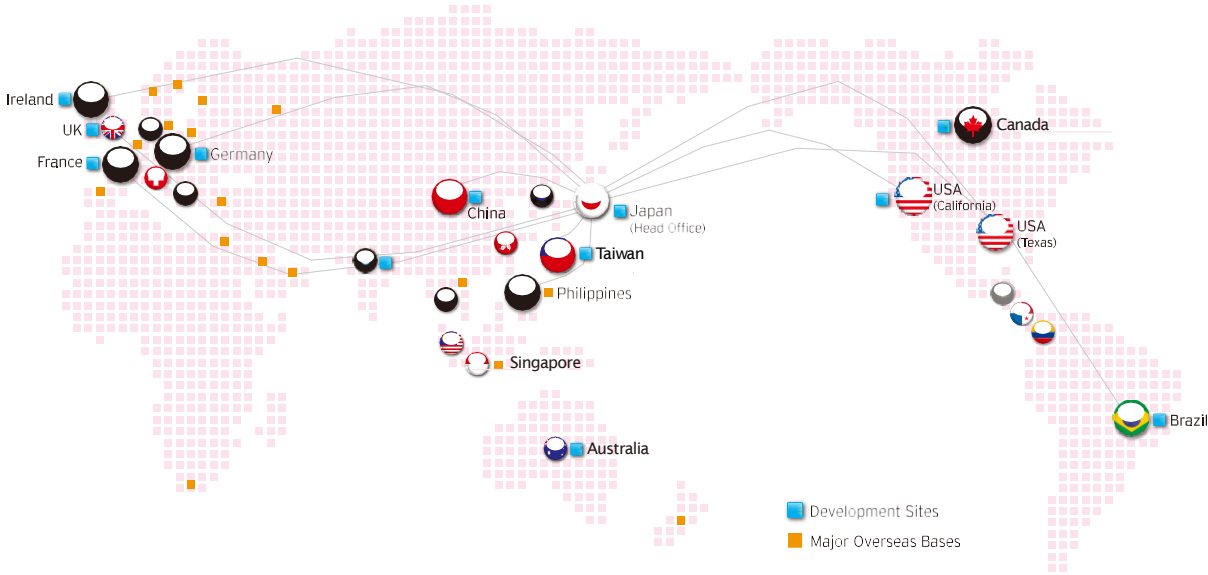 Ireland
UK
France
Germany
China
Japan
(Head Office)
Taiwan
Philippines
Singapore
Australia
Canada
USA
(California)
USA
(Texas)
Brazil
Development Sites
Major Overseas Bases